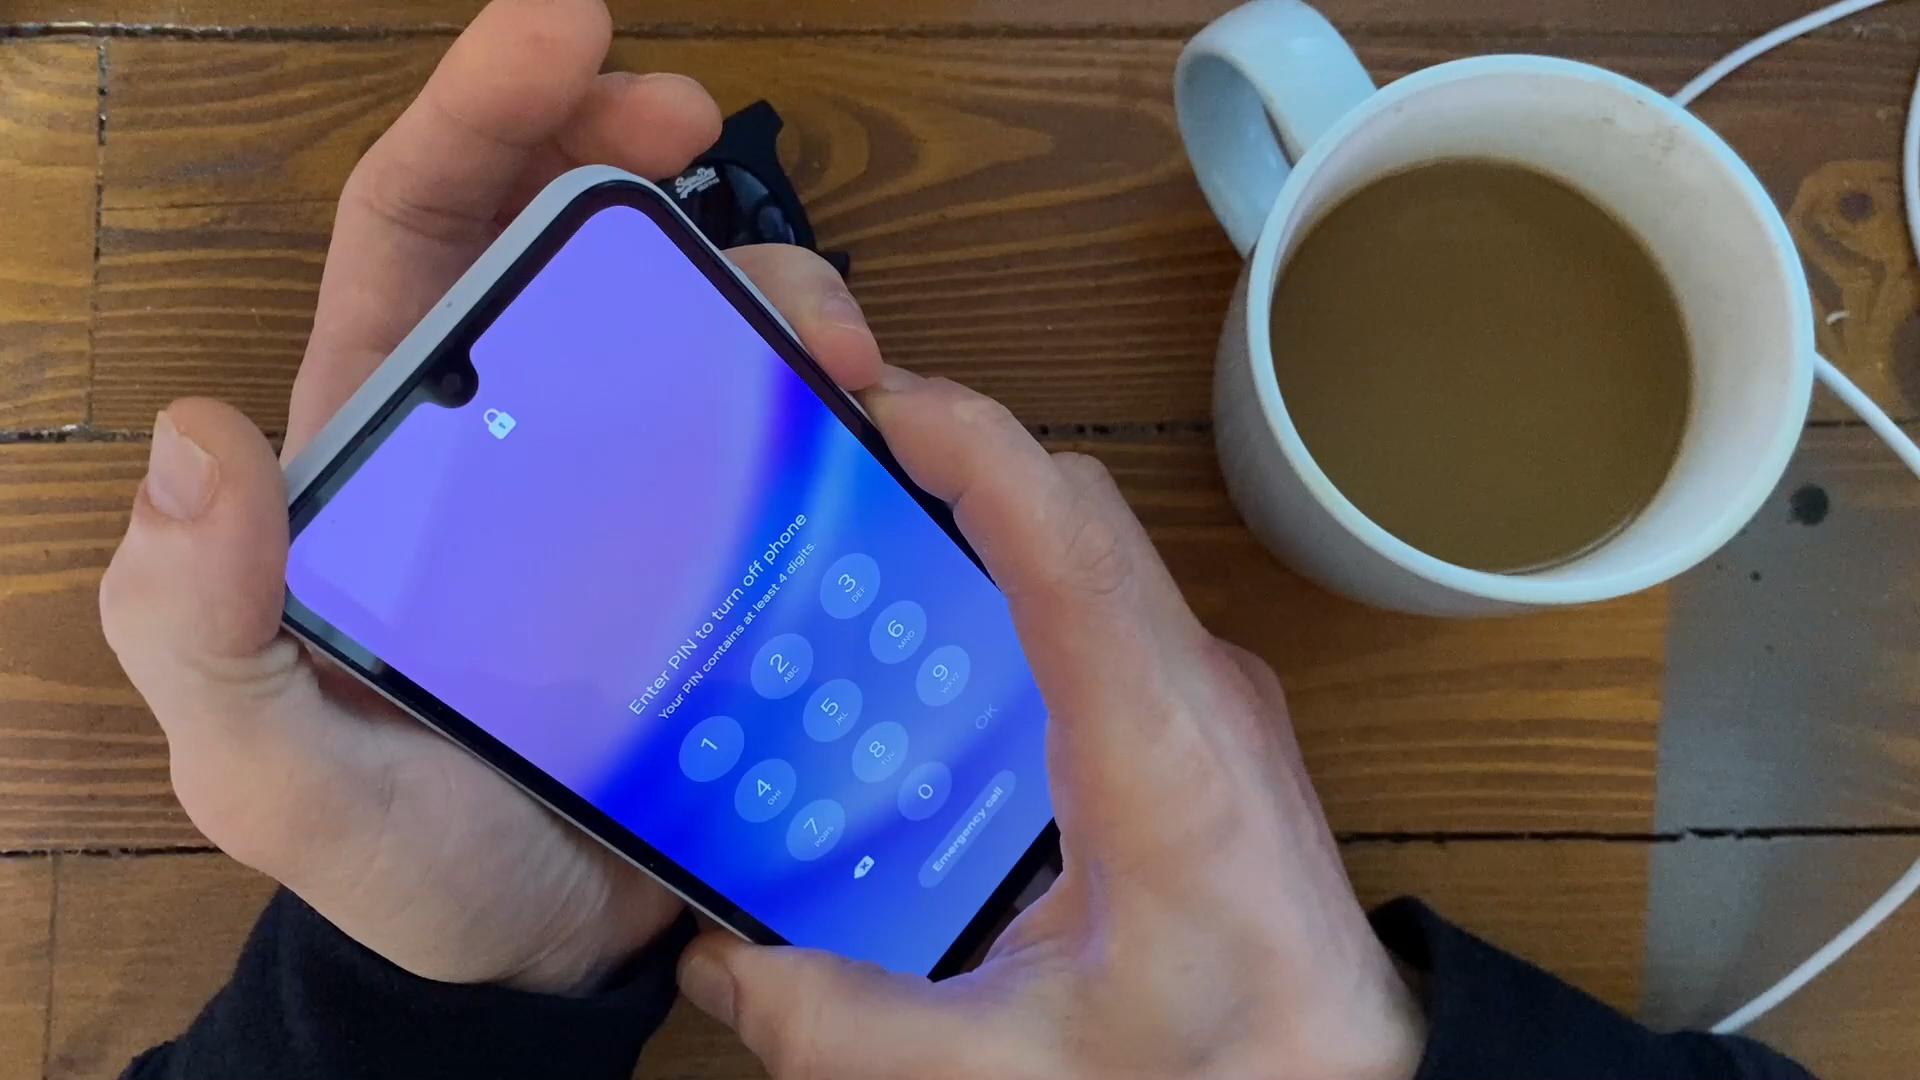 Superdry
Enter PIN to turn off phone
Your PIN contains at least 4 digits.
1
2 ABC
3 DEF
4 GHI
5 JKL
6 MNO
7 PQRS
8 TUV
9 WXYZ
0
OK
Emergency call